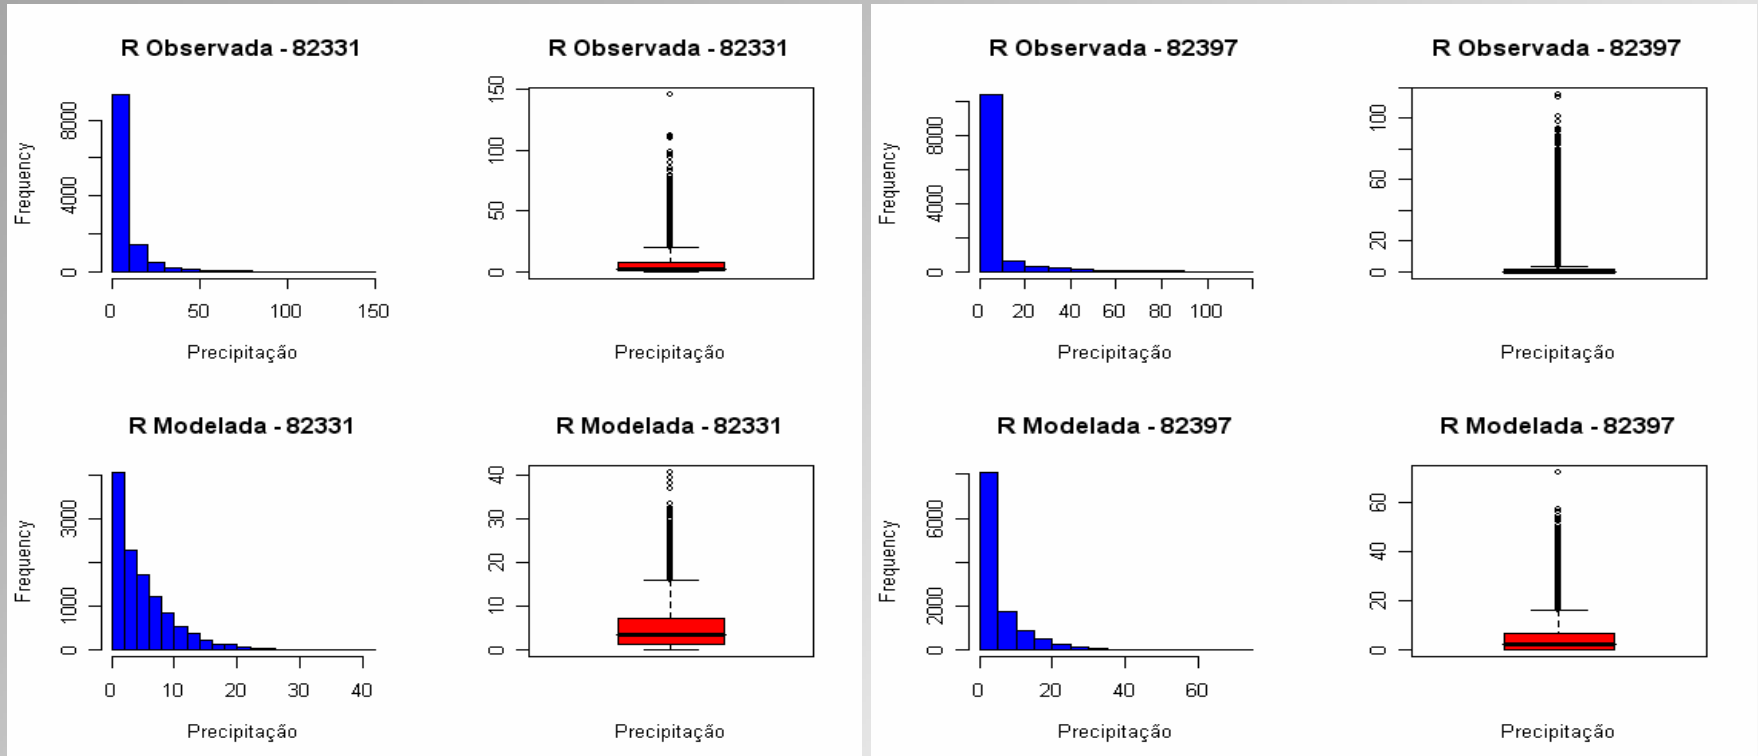 R Observada - 82331
Frequency
0 4000 8000
0 50 100 150
Precipitação
R Observada - 82331
0 50 100 150
Precipitação
R Modelada - 82331
Frequency
0 1000 3000
0 10 20 30 40
Precipitação
R Modelada - 82331
0 10 20 30 40
Precipitação
R Observada - 82397
Frequency
0 4000 8000
0 20 40 60 80 100
Precipitação
R Observada - 82397
0 20 60 100
Precipitação
R Modelada - 82397
Frequency
0 2000 6000
0 20 40 60
Precipitação
R Modelada - 82397
0 20 40 60
Precipitação